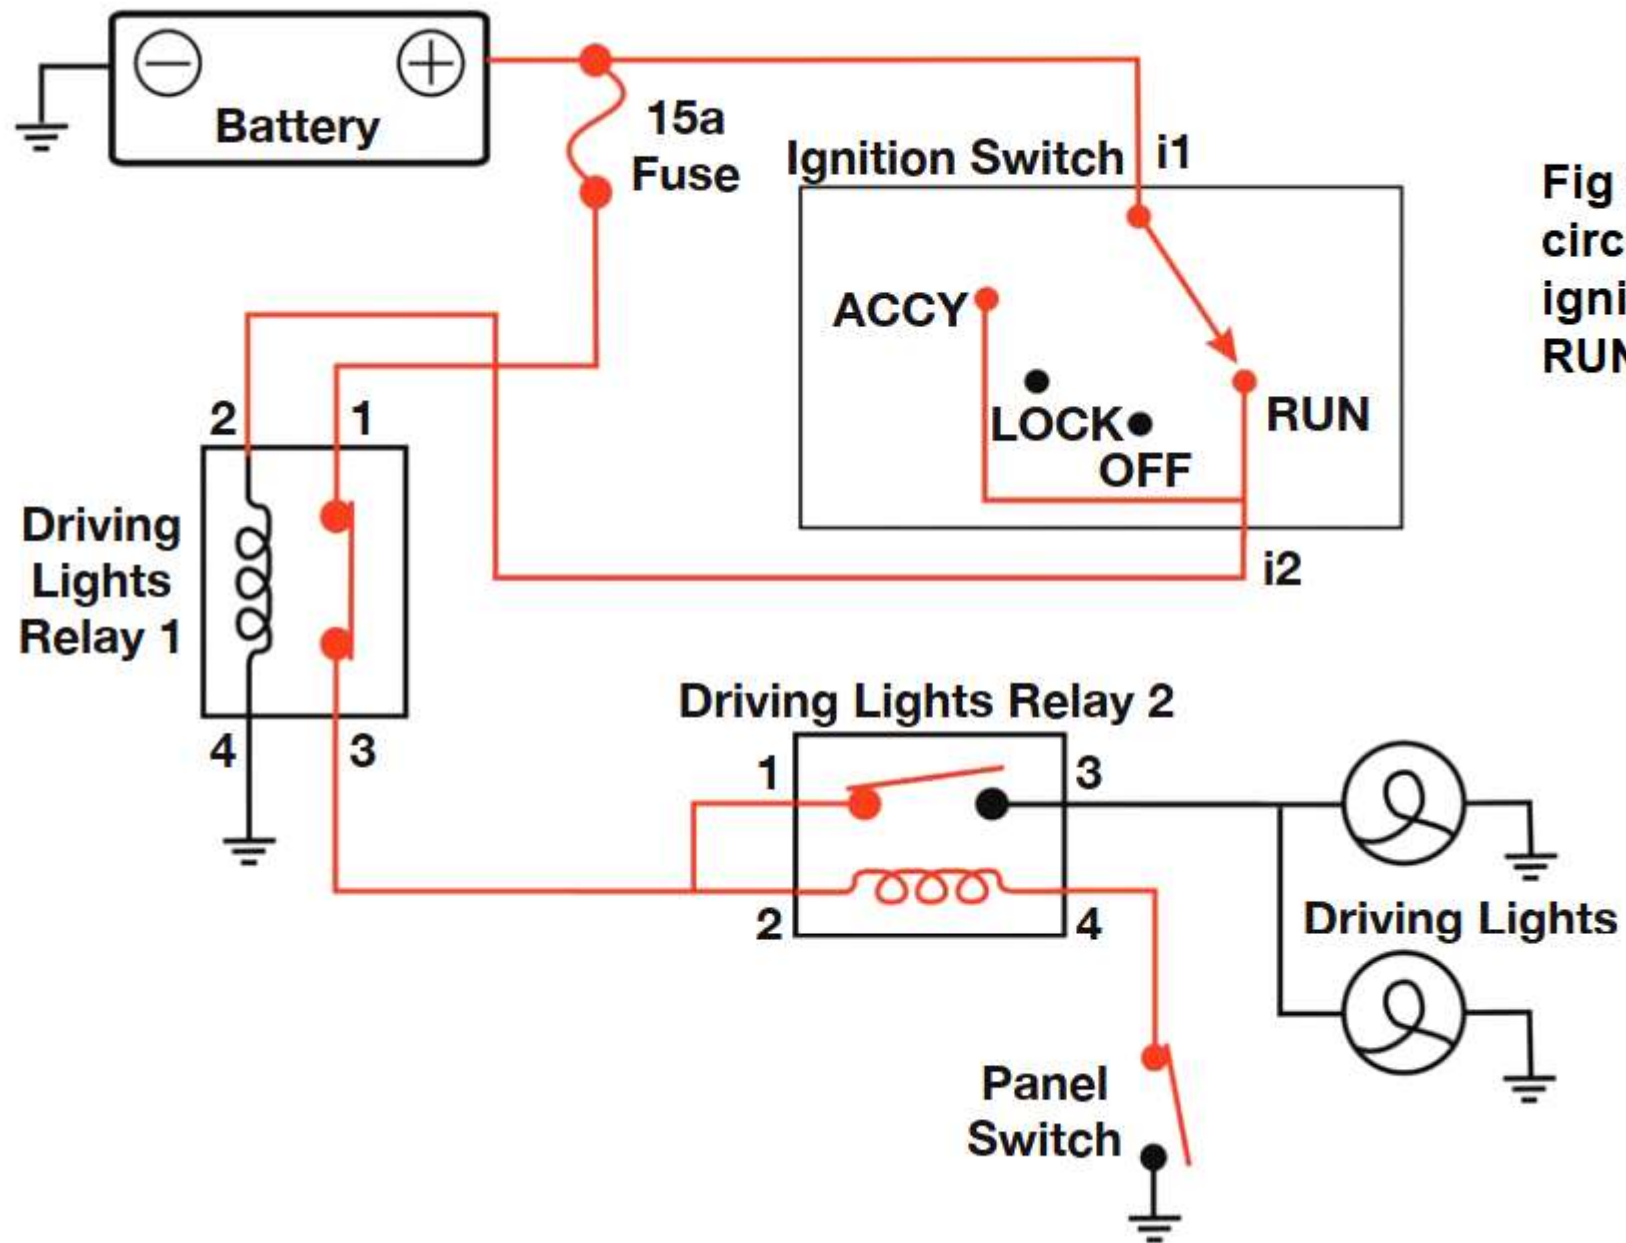 Battery
15a
Fuse
Ignition Switch
i1
Fig
ACCY
LOCK
OFF
RUN
i2
2
1
Driving
Lights
Relay 1
4
3
Driving Lights Relay 2
1
3
2
4
Driving Lights
Panel
Switch